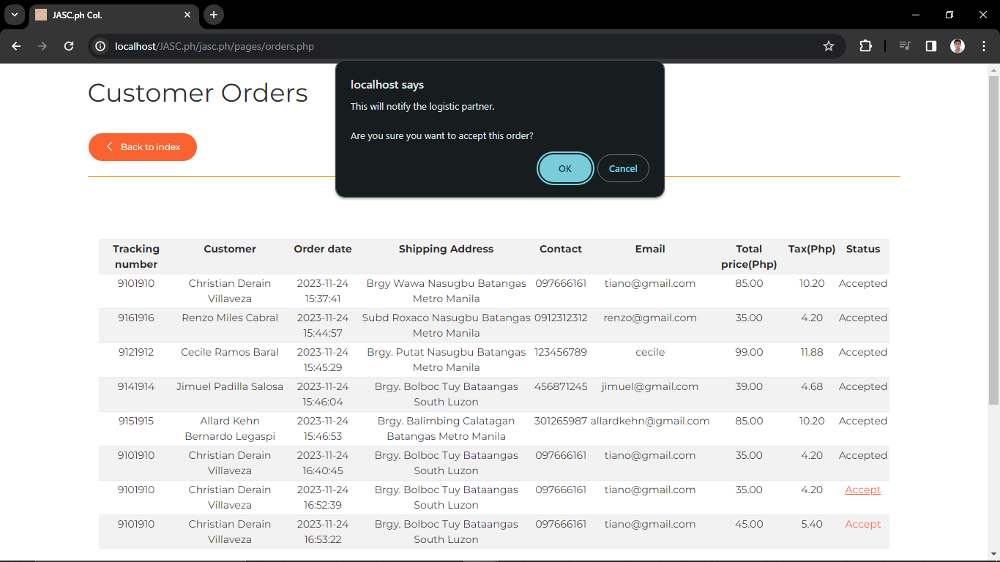 JASC.ph Col.
localhost/JASC.ph/jasc.ph/pages/orders.php
localhost says
This will notify the logistic partner.
Are you sure you want to accept this order?
OK Cancel
Customer Orders
Back to index
Tracking Customer Order date Shipping Address Contact Email Total Tax(Php) Status
number price(Php)
9101910 Christian Derain 2023-11-24 Brgy Wawa Nasugbu Batangas 097666161 tiano@gmail.com 85.00 10.20 Accepted
Villaveza 15:37:41 Metro Manila
9161916 Renzo Miles Cabral 2023-11-24 Subd Roxaco Nasugbu Batangas 0912312312 renzo@gmail.com 35.00 4.20 Accepted
15:44:57 Metro Manila
9121912 Cecile Ramos Baral 2023-11-24 Brgy. Putat Nasugbu Batangas 123456789 cecile 99.00 11.88 Accepted
15:45:29 Metro Manila
9141914 Jimuel Padilla Salosa 2023-11-24 Brgy. Bolboc Tuy Bataangas 456871245 jimuel@gmail.com 39.00 4.68 Accepted
15:46:04 South Luzon
9151915 Allard Kehn 2023-11-24 Brgy. Balimbing Calatagan 301265987 allardkehn@gmail.com 85.00 10.20 Accepted
Bernardo Legaspi 15:46:53 Batangas Metro Manila
9101910 Christian Derain 2023-11-24 Brgy. Bolboc Tuy Bataangas 097666161 tiano@gmail.com 35.00 4.20 Accepted
Villaveza 16:40:45 South Luzon
9101910 Christian Derain 2023-11-24 Brgy. Bolboc Tuy Bataangas 097666161 tiano@gmail.com 35.00 4.20 Accept
Villaveza 16:52:39 South Luzon
9101910 Christian Derain 2023-11-24 Brgy. Bolboc Tuy Bataangas 097666161 tiano@gmail.com 45.00 5.40 Accept
Villaveza 16:53:22 South Luzon